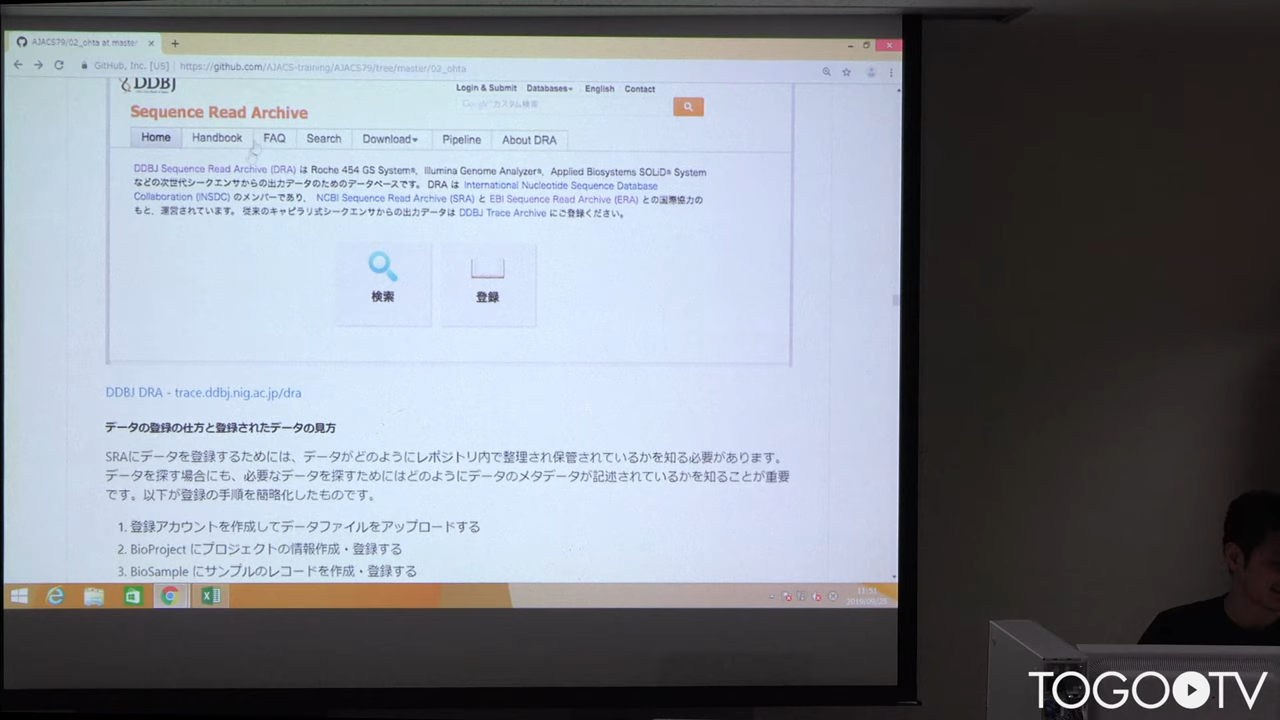 AJACS79/02_ohta at master
GitHub, Inc. [US] | https://github.com/AJACS-training/AJACS79/tree/master/02_ohta
DDBJ
Login & Submit Databases English Contact
Sequence Read Archive
Google カスタム検索
Home Handbook FAQ Search Download Pipeline About DRA
DDBJ Sequence Read Archive (DRA) は Roche 454 GS System®, Illumina Genome Analyzer®, Applied Biosystems SOLiD® System
などの次世代シークエンサからの出力データのためのデータベースです。 DRA は International Nucleotide Sequence Database
Collaboration (INSDC) のメンバーであり、 NCBI Sequence Read Archive (SRA) と EBI Sequence Read Archive (ERA) との国際協力の
もと、運営されています。 従来のキャピラリ式シークエンサからの出力データは DDBJ Trace Archive にご登録ください。
検索 登録
DDBJ DRA - trace.ddbj.nig.ac.jp/dra
データの登録の仕方と登録されたデータの見方
SRAにデータを登録するためには、データがどのようにレポジトリ内で整理され保管されているかを知る必要があります。
データを探す場合にも、必要なデータを探すためにはどのようにデータのメタデータが記述されているかを知ることが重要
です。以下が登録の手順を簡略化したものです。
1. 登録アカウントを作成してデータファイルをアップロードする
2. BioProject にプロジェクトの情報作成・登録する
3. BioSample にサンプルのレコードを作成・登録する
11:51
TOGO TV